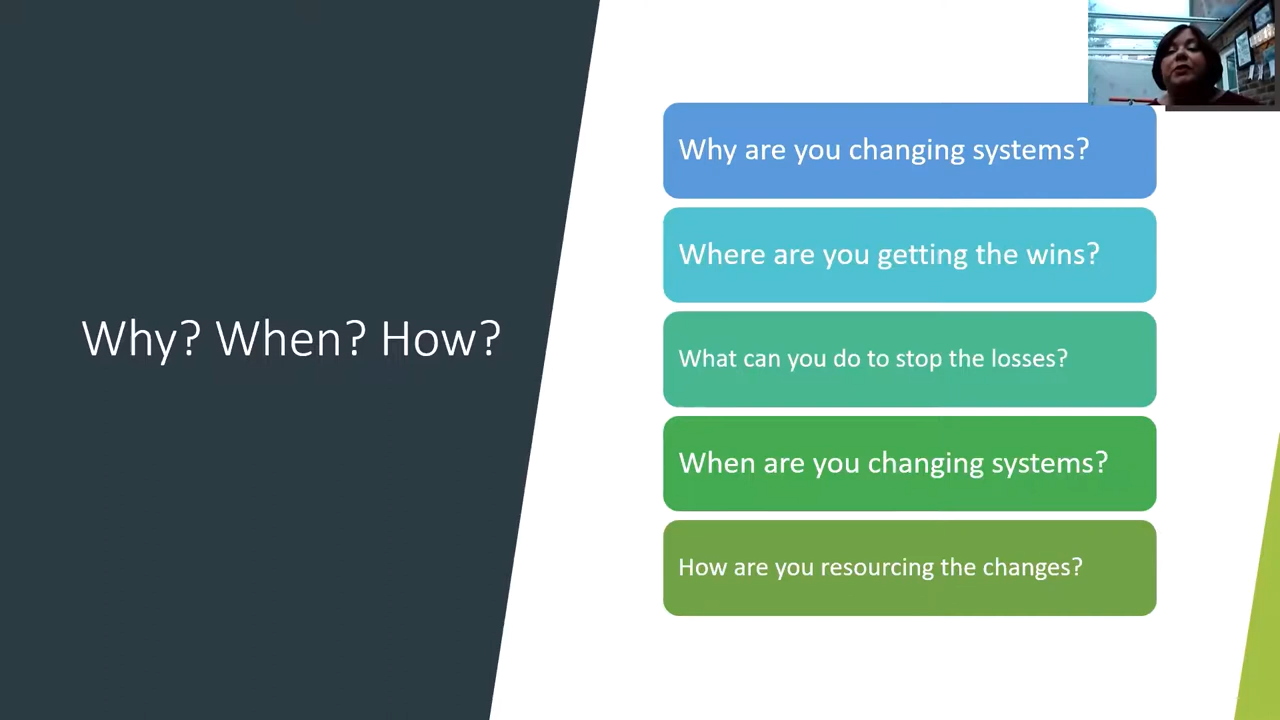 Why? When? How?
Why are you changing systems?
Where are you getting the wins?
What can you do to stop the losses?
When are you changing systems?
How are you resourcing the changes?